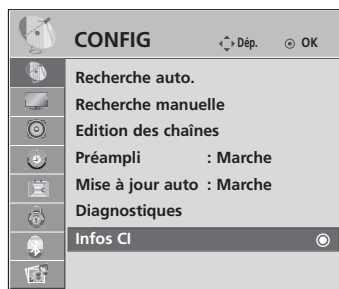 CONFIG Dép. OK
Recherche auto.
Recherche manuelle
Edition des chaînes
Préampli : Marche
Mise à jour auto : Marche
Diagnostiques
Infos CI